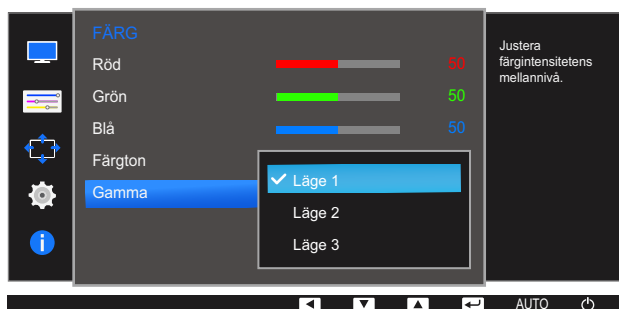 FÄRG
Röd 50
Grön 50
Blå 50
Färgton
Gamma
Läge 1
Läge 2
Läge 3
Justera
färgintensitetens
mellannivå.
AUTO